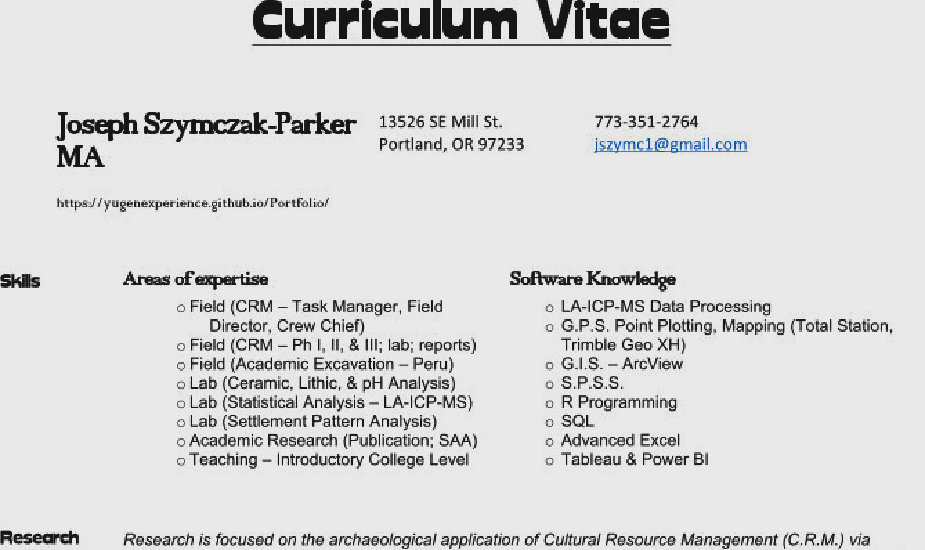 Curriculum Vitae
Joseph Szymczak-Parker
MA
13526 SE Mill St.
Portland, OR 97233
773-351-2764
jszymc1@gmail.com
https://yugenexperience.github.io/Portfolio/
Skills
Areas of expertise
o Field (CRM – Task Manager, Field
Director, Crew Chief)
o Field (CRM – Ph I, II, & III; lab; reports)
o Field (Academic Excavation – Peru)
o Lab (Ceramic, Lithic, & pH Analysis)
o Lab (Statistical Analysis – LA-ICP-MS)
o Lab (Settlement Pattern Analysis)
o Academic Research (Publication; SAA)
o Teaching – Introductory College Level
Software Knowledge
o LA-ICP-MS Data Processing
o G.P.S. Point Plotting, Mapping (Total Station,
Trimble Geo XH)
o G.I.S. – ArcView
o S.P.S.S.
o R Programming
o SQL
o Advanced Excel
o Tableau & Power BI
Research
Research is focused on the archaeological application of Cultural Resource Management (C.R.M.) via